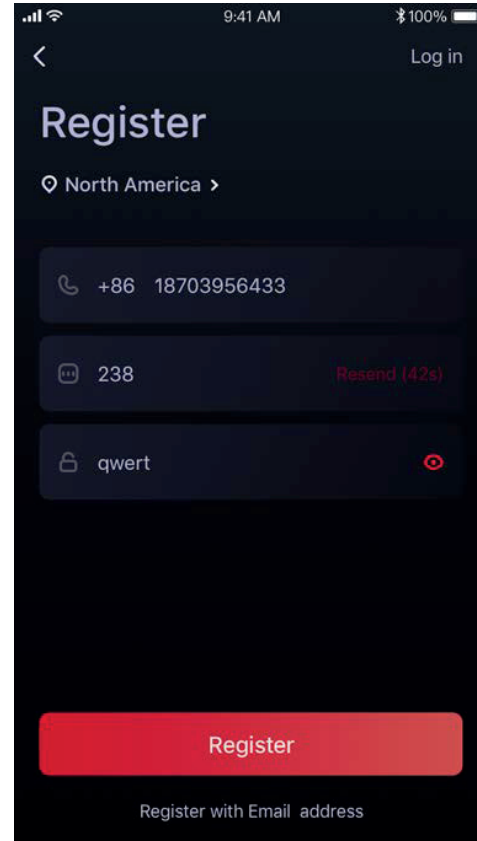 9:41 AM 100%
Log in
Register
North America
+86 18703956433
238 Resend (42s)
qwert
Register
Register with Email address